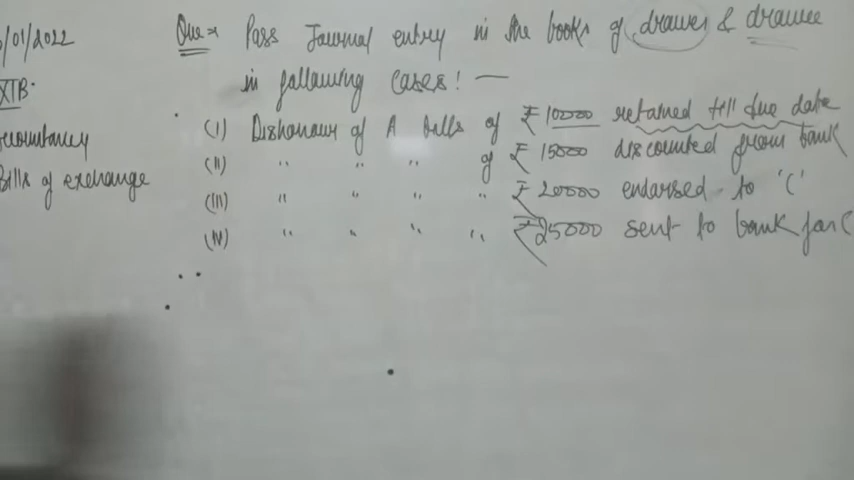 /01/2022
XTB.
ccountancy
Bills of exchange
Que→ Pass Journal entry in the books of drawer & drawee
in following cases! —
(I) Dishonour of A bills of ₹ 10000 retained till due date
(II) " " " of ₹ 15000 discounted from bank
(III) " " " " ₹ 20000 endorsed to 'C'
(IV) " " " " ₹ 25000 sent to bank for C